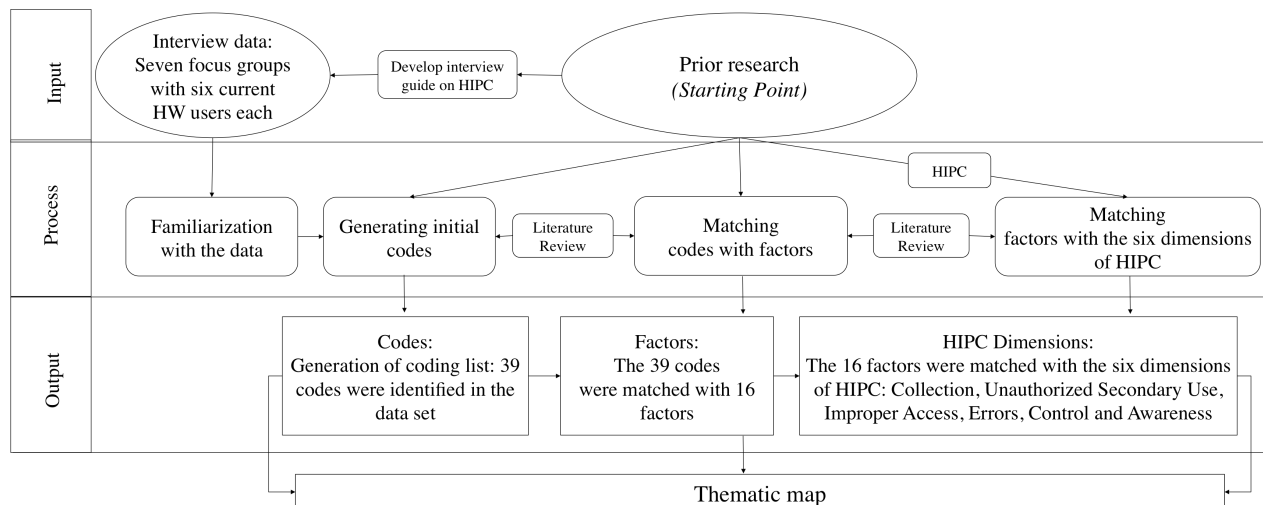 Input
Interview data:
Seven focus groups
with six current
HW users each
Develop interview
guide on HIPC
Prior research
(Starting Point)
Process
HIPC
Familiarization
with the data
Generating initial
codes
Literature
Review
Matching
codes with factors
Literature
Review
Matching
factors with the six dimensions
of HIPC
Output
Codes:
Generation of coding list: 39
codes were identified in the
data set
Factors:
The 39 codes
were matched with 16
factors
HIPC Dimensions:
The 16 factors were matched with the six dimensions
of HIPC: Collection, Unauthorized Secondary Use,
Improper Access, Errors, Control and Awareness
Thematic map